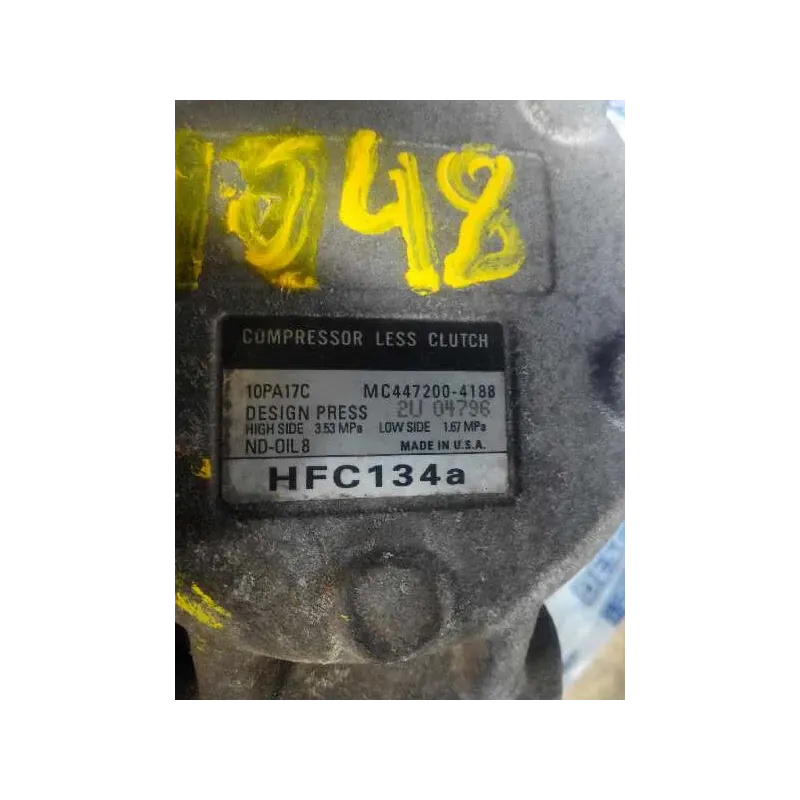 1048
COMPRESSOR LESS CLUTCH
10PA17C MC447200-4188
DESIGN PRESS 2U 04796
HIGH SIDE 3.53 MPa LOW SIDE 1.67 MPa
ND-OIL 8 MADE IN U.S.A.
HFC134a